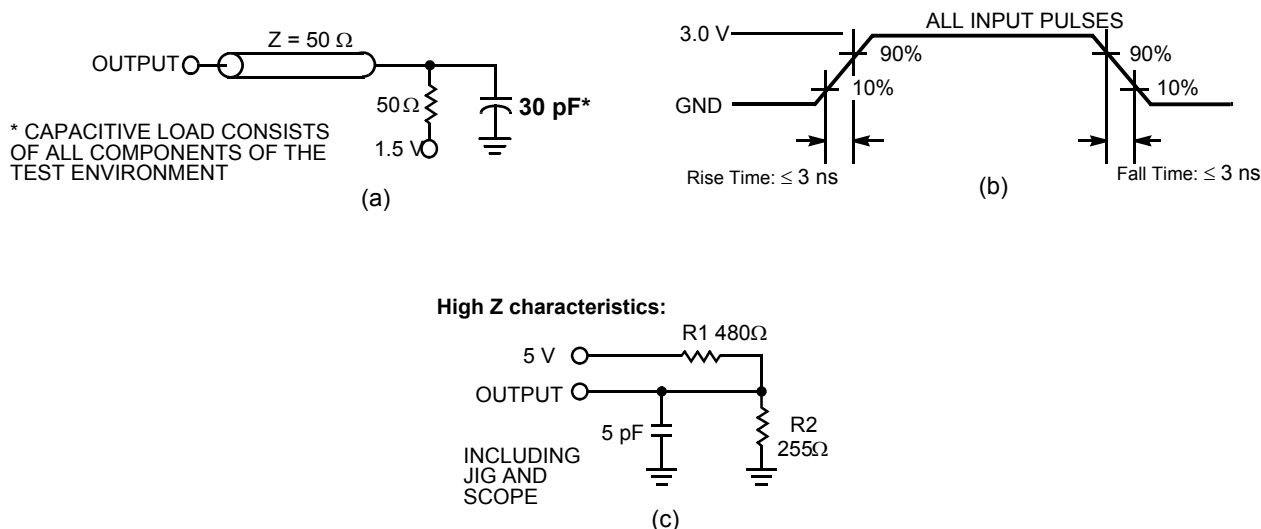 Z = 50 Ω
OUTPUT
50Ω
30 pF*
1.5 V
* CAPACITIVE LOAD CONSISTS
OF ALL COMPONENTS OF THE
TEST ENVIRONMENT
(a)
ALL INPUT PULSES
3.0 V
90%
90%
10%
10%
GND
Rise Time: ≤ 3 ns
Fall Time: ≤ 3 ns
(b)
High Z characteristics:
R1 480Ω
5 V
OUTPUT
5 pF
R2
255Ω
INCLUDING
JIG AND
SCOPE
(c)